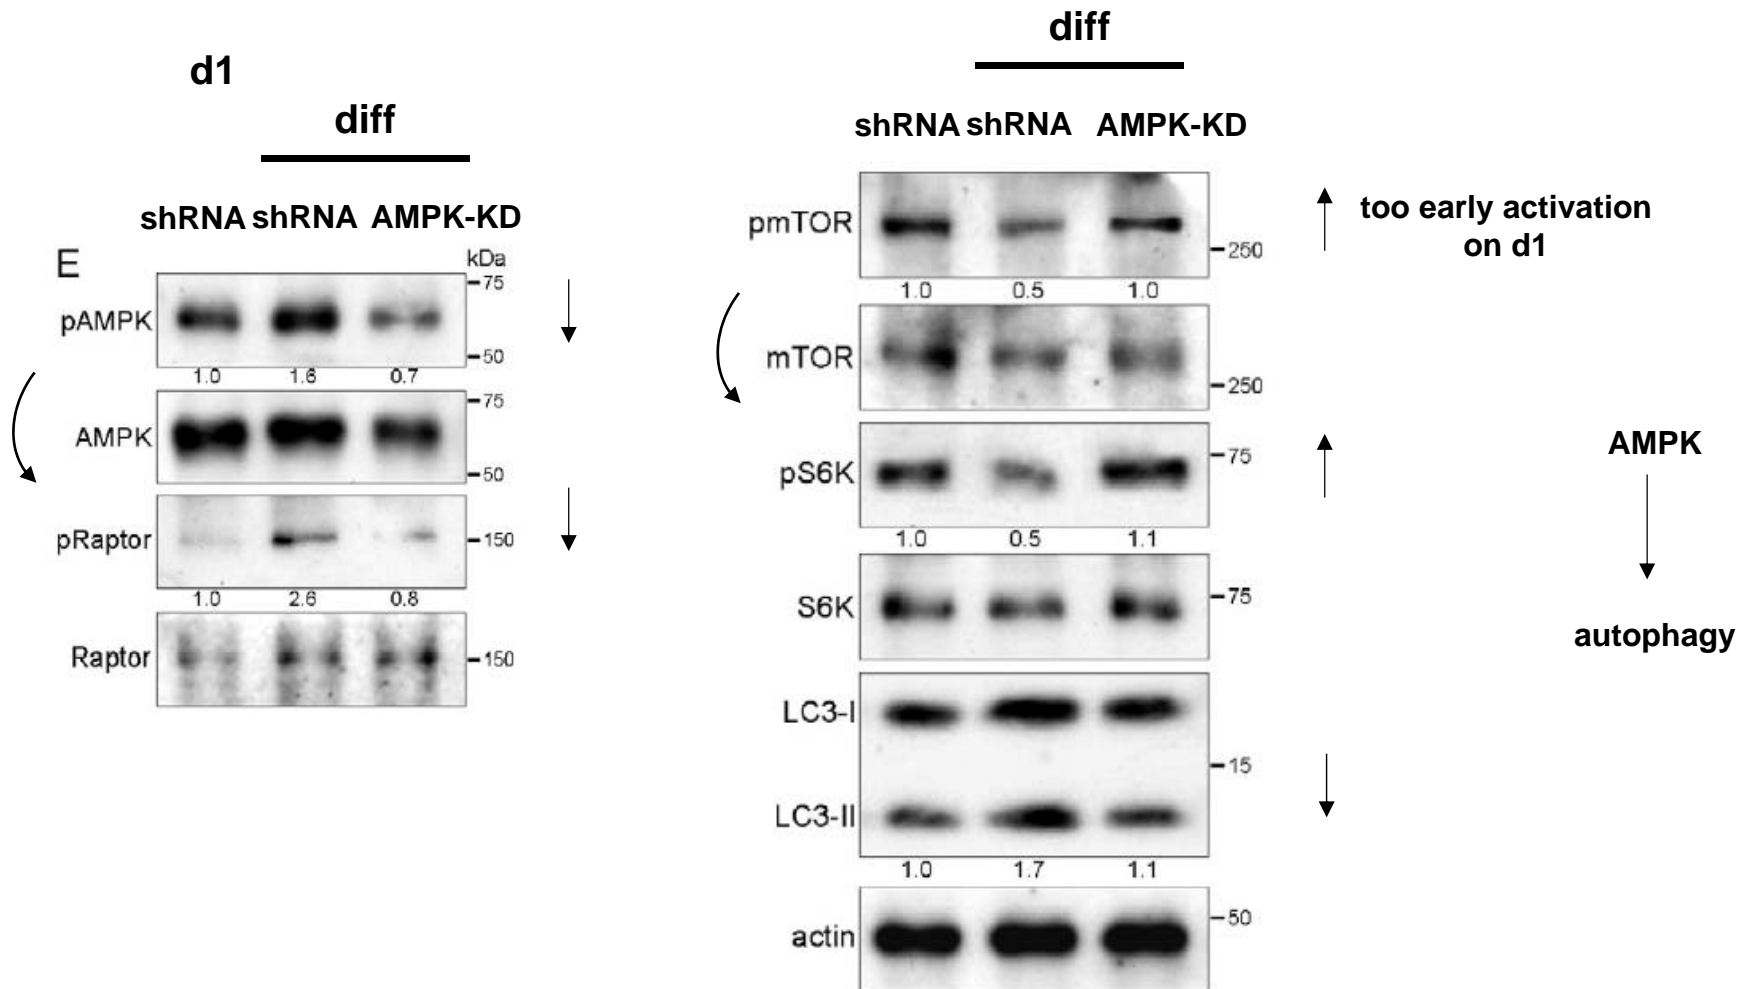 d1
diff
shRNA shRNA AMPK-KD
E
kDa
75
pAMPK
50
1.0 1.6 0.7
75
AMPK
50
pRaptor
150
1.0 2.6 0.8
Raptor
150
diff
shRNA shRNA AMPK-KD
pmTOR
250
1.0 0.5 1.0
mTOR
250
pS6K
75
1.0 0.5 1.1
S6K
75
LC3-I
15
LC3-II
1.0 1.7 1.1
50
actin
too early activation
on d1
AMPK
autophagy